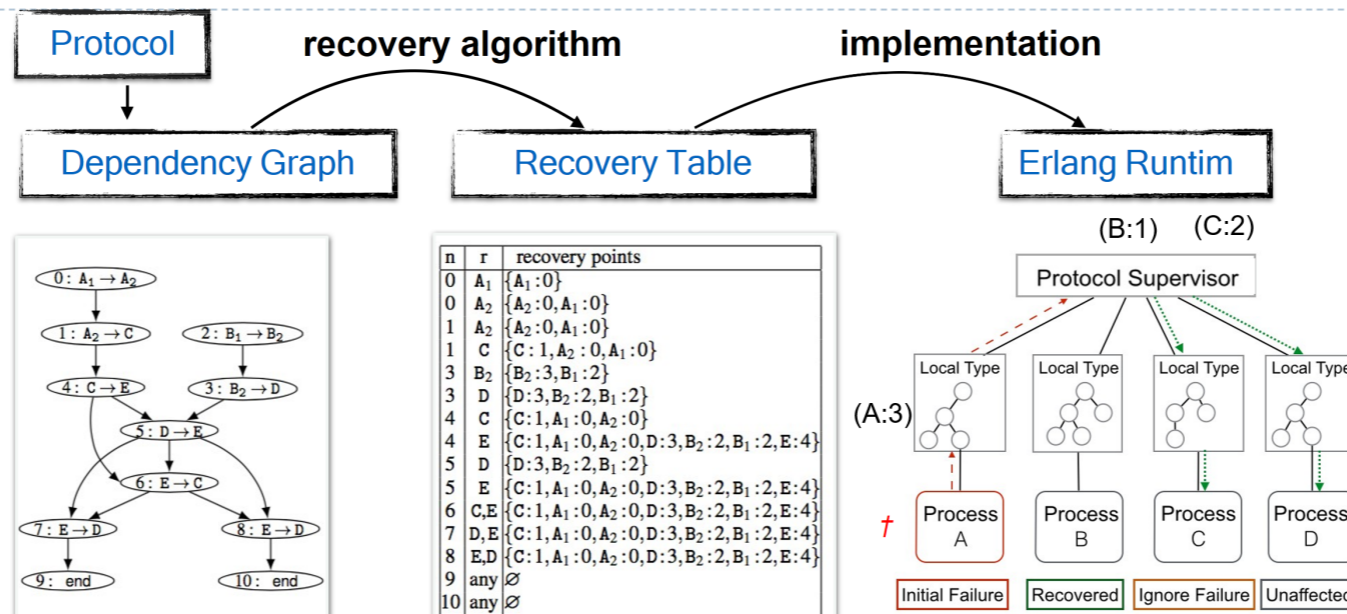 Protocol
recovery algorithm
implementation
Dependency Graph
Recovery Table
Erlang Runtim
0: A₁ → A₂
1: A₂ → C
2: B₁ → B₂
4: C → E
3: B₂ → D
5: D → E
6: E → C
7: E → D
8: E → D
9: end
10: end
n r recovery points
0 A₁ {A₁:0}
0 A₂ {A₂:0,A₁:0}
1 A₂ {A₂:0,A₁:0}
1 C {C:1,A₂:0,A₁:0}
3 B₂ {B₂:3,B₁:2}
3 D {D:3,B₂:2,B₁:2}
4 C {C:1,A₁:0,A₂:0}
4 E {C:1,A₁:0,A₂:0,D:3,B₂:2,B₁:2,E:4}
5 D {D:3,B₂:2,B₁:2}
5 E {C:1,A₁:0,A₂:0,D:3,B₂:2,B₁:2,E:4}
6 C,E {C:1,A₁:0,A₂:0,D:3,B₂:2,B₁:2,E:4}
7 D,E {C:1,A₁:0,A₂:0,D:3,B₂:2,B₁:2,E:4}
8 E,D {C:1,A₁:0,A₂:0,D:3,B₂:2,B₁:2,E:4}
9 any ∅
10 any ∅
(B:1) (C:2)
Protocol Supervisor
Local Type Local Type Local Type Local Type
(A:3)
† Process Process Process Process
A B C D
Initial Failure Recovered Ignore Failure Unaffected